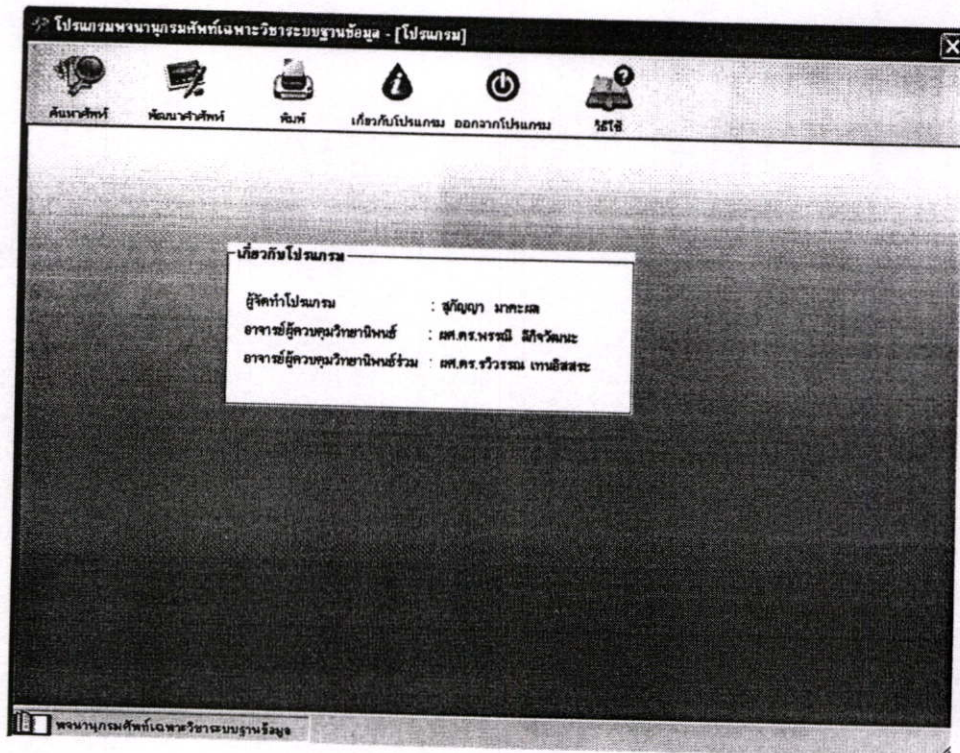 โปรแกรมพจนานุกรมศัพท์เฉพาะวิชาระบบฐานข้อมูล - [โปรแกรม]
ค้นหาศัพท์ พัฒนาคำศัพท์ พิมพ์ เกี่ยวกับโปรแกรม ออกจากโปรแกรม วิธีใช้
เกี่ยวกับโปรแกรม
ผู้จัดทำโปรแกรม : สุกัญญา มาคะผล
อาจารย์ผู้ควบคุมวิทยานิพนธ์ : ผศ.ดร.พรรณี ลีกิจวัฒนะ
อาจารย์ผู้ควบคุมวิทยานิพนธ์ร่วม : ผศ.ดร.รวิวรรณ เทนอิสสระ
พจนานุกรมศัพท์เฉพาะวิชาระบบฐานข้อมูล